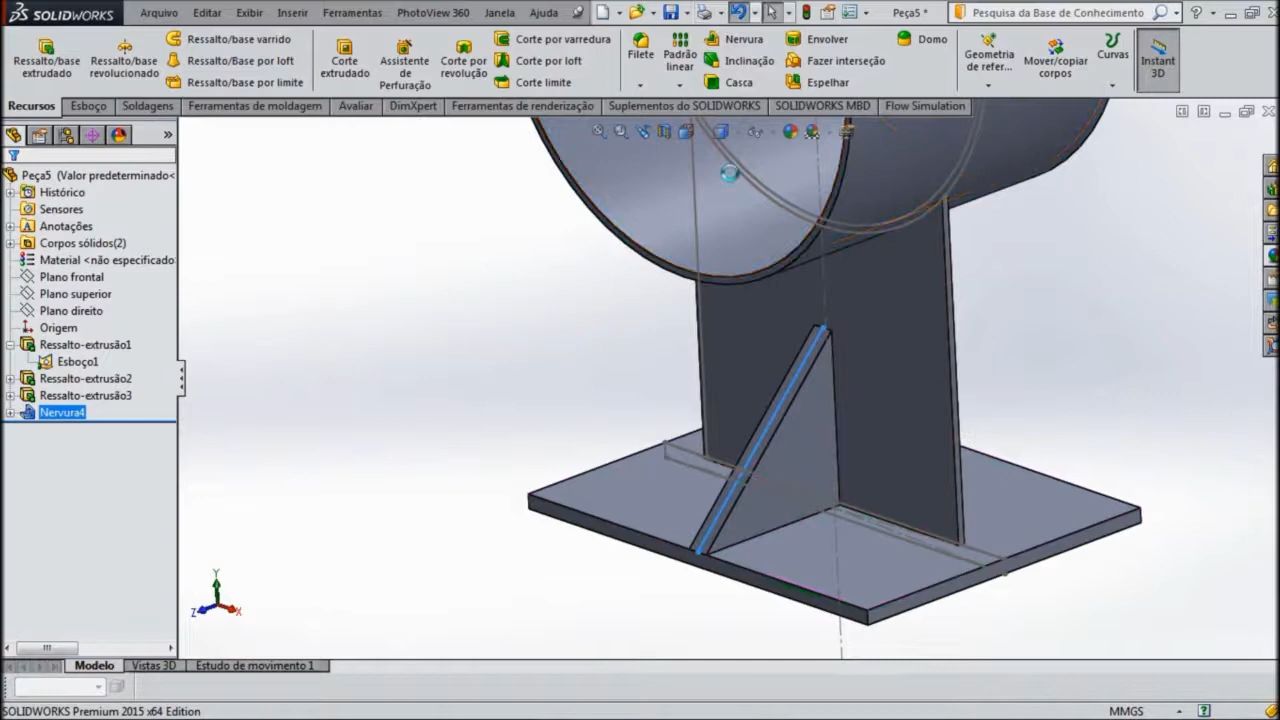 SOLIDWORKS
Arquivo
Editar
Exibir
Inserir
Ferramentas
PhotoView 360
Janela
Ajuda
Peça5 *
Pesquisa da Base de Conhecimento
Ressalto/base extrudado
Ressalto/base revolucionado
Ressalto/base varrido
Ressalto/base por loft
Ressalto/base por limite
Corte extrudado
Assistente de Perfuração
Corte por revolução
Corte por varredura
Corte por loft
Corte limite
Filete
Padrão linear
Nervura
Inclinação
Casca
Envolver
Fazer interseção
Espelhar
Domo
Geometria de refer...
Mover/copiar corpos
Curvas
Instant 3D
Recursos
Esboço
Soldagens
Ferramentas de moldagem
Avaliar
DimXpert
Ferramentas de renderização
Suplementos do SOLIDWORKS
SOLIDWORKS MBD
Flow Simulation
Peça5 (Valor predeterminado<
Histórico
Sensores
Anotações
Corpos sólidos(2)
Material <não especificado
Plano frontal
Plano superior
Plano direito
Origem
Ressalto-extrusão1
Esboço1
Ressalto-extrusão2
Ressalto-extrusão3
Nervura4
Y
Z
X
Modelo
Vistas 3D
Estudo de movimento 1
SOLIDWORKS Premium 2015 x64 Edition
MMGS